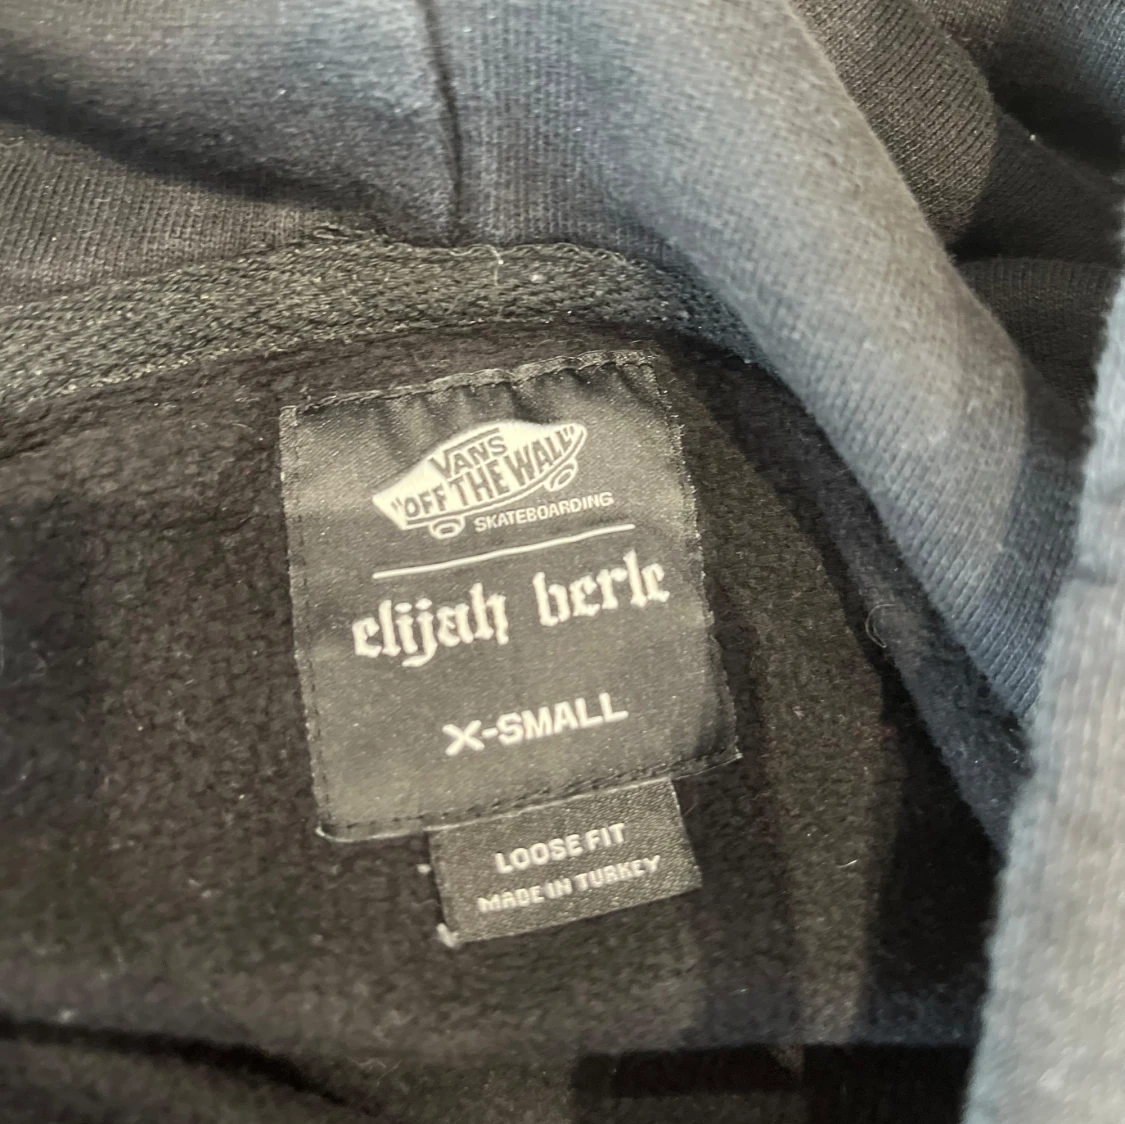 VANS
"OFF THE WALL"
SKATEBOARDING
elijah berle
X-SMALL
LOOSE FIT
MADE IN TURKEY